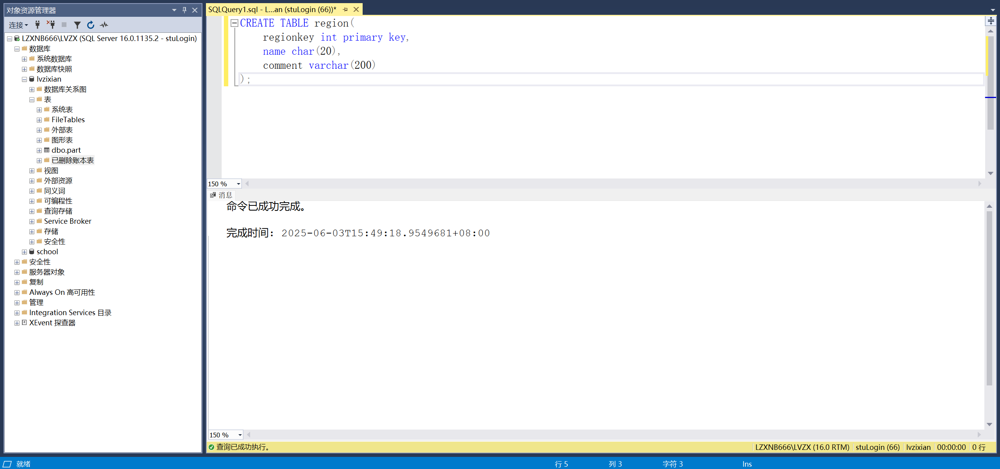 对象资源管理器
连接
LZXNB666\LVZX (SQL Server 16.0.1135.2 - stuLogin)
数据库
系统数据库
数据库快照
lvzixian
数据库关系图
表
系统表
FileTables
外部表
图形表
dbo.part
已删除账本表
视图
外部资源
同义词
可编程性
查询存储
Service Broker
存储
安全性
school
安全性
服务器对象
复制
Always On 高可用性
管理
Integration Services 目录
XEvent 探查器
SQLQuery1.sql - L...an (stuLogin (66))*
CREATE TABLE region(
regionkey int primary key,
name char(20),
comment varchar(200)
);
150 %
消息
命令已成功完成。
完成时间: 2025-06-03T15:49:18.9549681+08:00
150 %
查询已成功执行。
LZXNB666\LVZX (16.0 RTM)
stuLogin (66)
lvzixian
00:00:00
0 行
就绪
行 5
列 3
字符 3
Ins